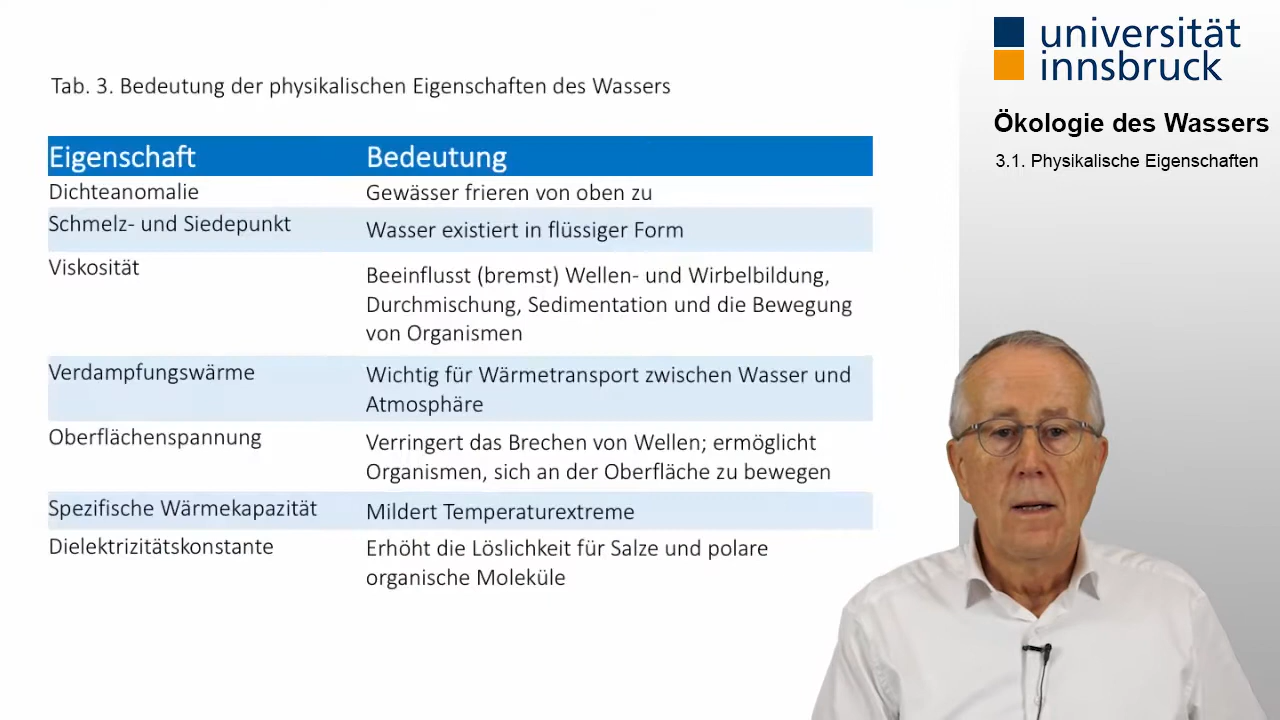 Tab. 3. Bedeutung der physikalischen Eigenschaften des Wassers
Eigenschaft Bedeutung
Dichteanomalie Gewässer frieren von oben zu
Schmelz- und Siedepunkt Wasser existiert in flüssiger Form
Viskosität Beeinflusst (bremst) Wellen- und Wirbelbildung,
Durchmischung, Sedimentation und die Bewegung
von Organismen
Verdampfungswärme Wichtig für Wärmetransport zwischen Wasser und
Atmosphäre
Oberflächenspannung Verringert das Brechen von Wellen; ermöglicht
Organismen, sich an der Oberfläche zu bewegen
Spezifische Wärmekapazität Mildert Temperaturextreme
Dielektrizitätskonstante Erhöht die Löslichkeit für Salze und polare
organische Moleküle
universität
innsbruck
Ökologie des Wassers
3.1. Physikalische Eigenschaften